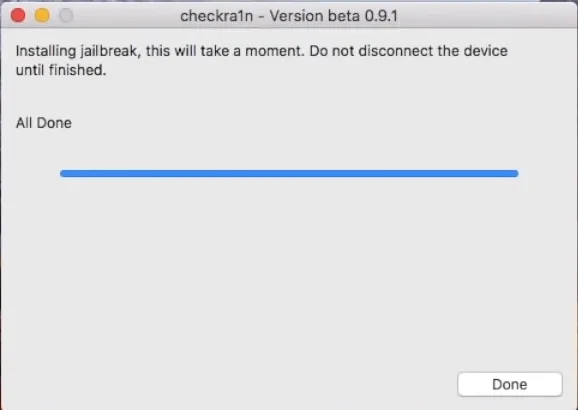 checkra1n - Version beta 0.9.1
Installing jailbreak, this will take a moment. Do not disconnect the device
until finished.
All Done
Done